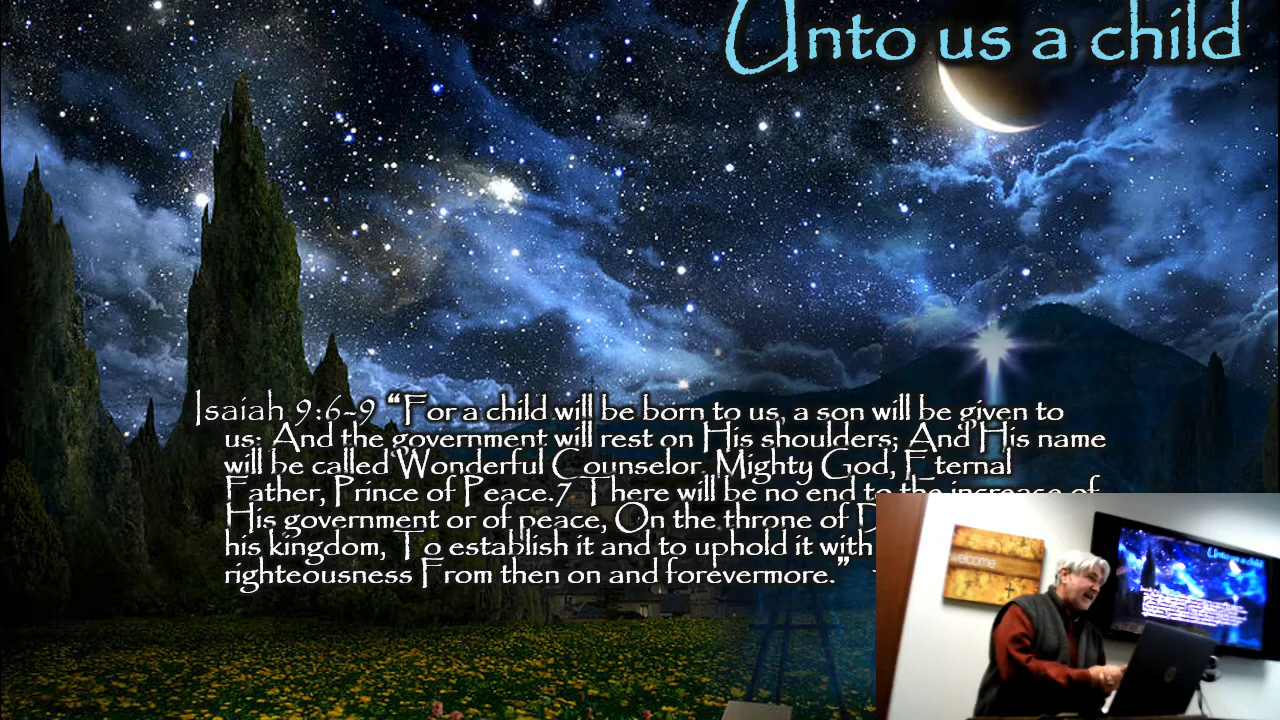 Unto us a child
Isaiah 9:6-9 “For a child will be born to us, a son will be given to
us; And the government will rest on His shoulders; And His name
will be called Wonderful Counselor, Mighty God, Eternal
Father, Prince of Peace.7 There will be no end to the increase of
His government or of peace, On the throne of
his kingdom, To establish it and to uphold it with
righteousness From then on and forevermore.”
welcome
Unto us a child